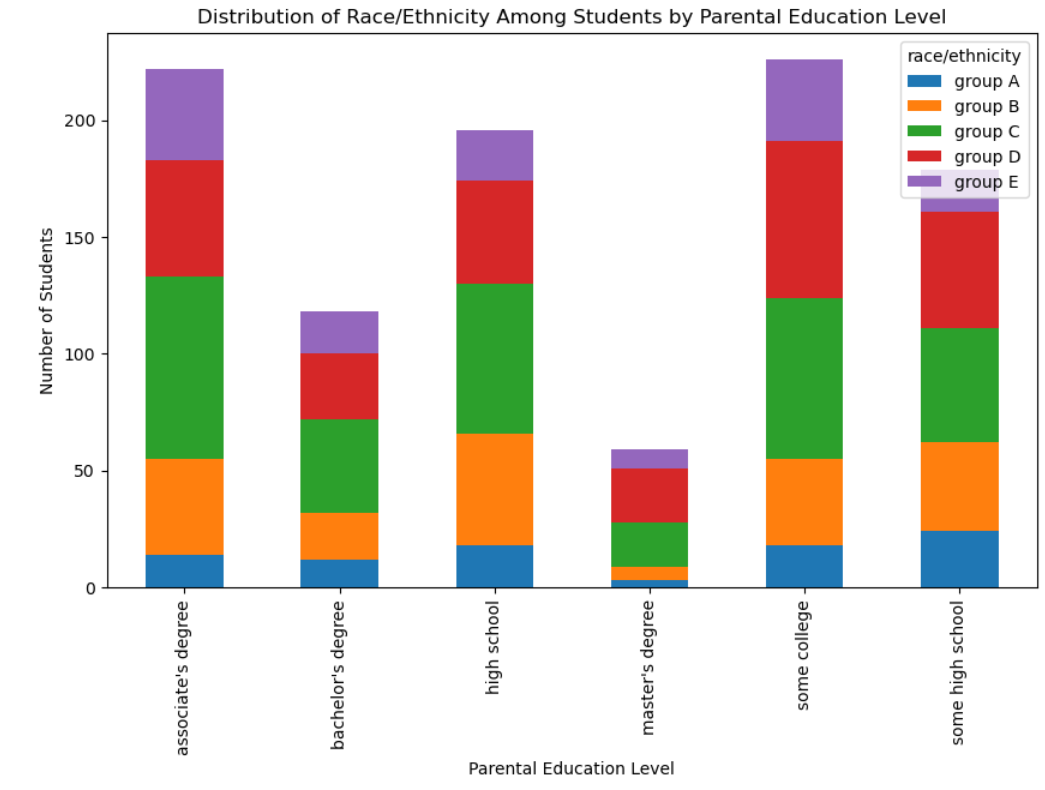 Distribution of Race/Ethnicity Among Students by Parental Education Level
race/ethnicity
group A
group B
group C
group D
group E
Number of Students
200
150
100
50
0
associate's degree
bachelor's degree
high school
master's degree
some college
some high school
Parental Education Level